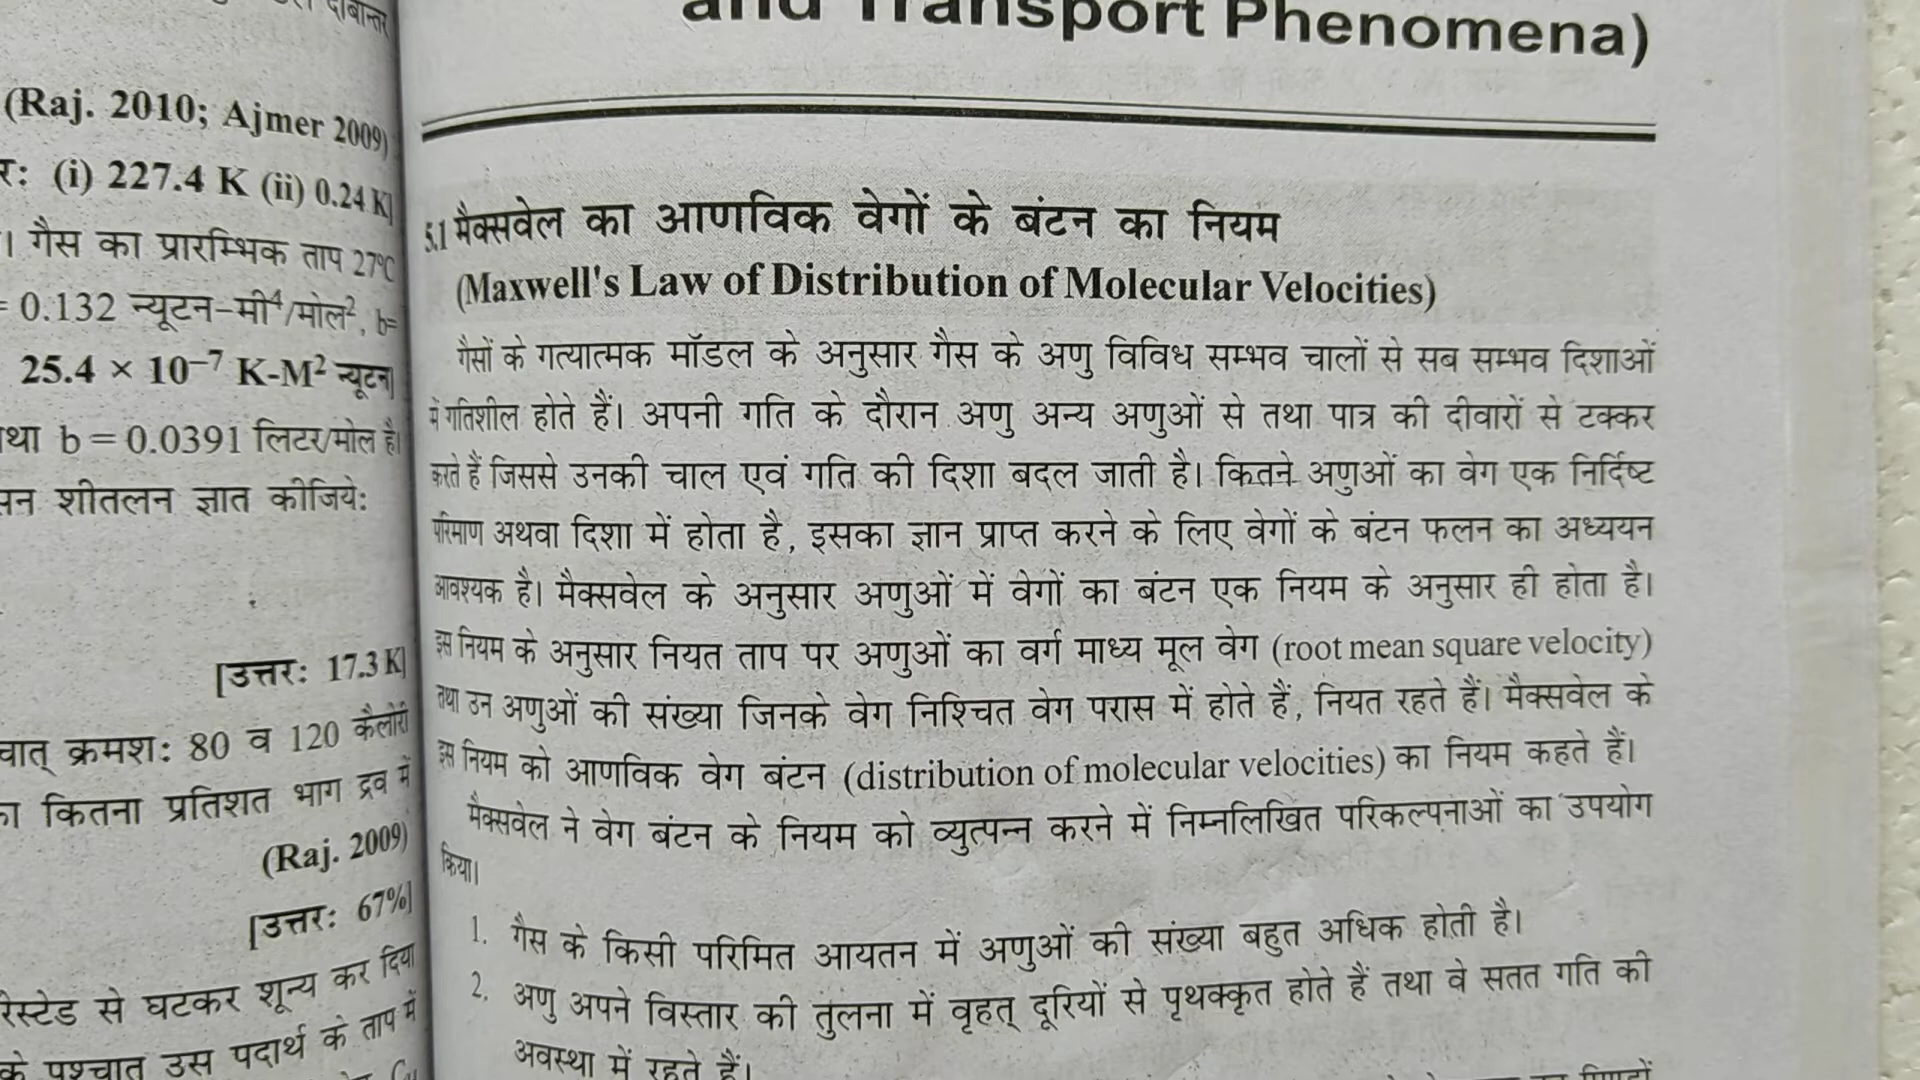 (Raj. 2010; Ajmer 2009)
रः (i) 227.4 K (ii) 0.24 K]
। गैस का प्रारम्भिक ताप 27°C
= 0.132 न्यूटन-मी⁴/मोल², b=
25.4 × 10⁻⁷ K-M² न्यूटन]
b = 0.0391 लिटर/मोल है।
शीतलन ज्ञात कीजिये:
[उत्तर: 17.3 K]
क्रमश: 80 व 120 कैलोरी
कितना प्रतिशत भाग द्रव में
(Raj. 2009)
[उत्तर: 67%]
से घटकर शून्य कर दिया
के पश्चात उस पदार्थ के ताप में
and Transport Phenomena)
5.1 मैक्सवेल का आणविक वेगों के बंटन का नियम
(Maxwell's Law of Distribution of Molecular Velocities)
गैसों के गत्यात्मक मॉडल के अनुसार गैस के अणु विविध सम्भव चालों से सब सम्भव दिशाओं
में गतिशील होते हैं। अपनी गति के दौरान अणु अन्य अणुओं से तथा पात्र की दीवारों से टक्कर
करते हैं जिससे उनकी चाल एवं गति की दिशा बदल जाती है। कितने अणुओं का वेग एक निर्दिष्ट
परिमाण अथवा दिशा में होता है, इसका ज्ञान प्राप्त करने के लिए वेगों के बंटन फलन का अध्ययन
आवश्यक है। मैक्सवेल के अनुसार अणुओं में वेगों का बंटन एक नियम के अनुसार ही होता है।
इस नियम के अनुसार नियत ताप पर अणुओं का वर्ग माध्य मूल वेग (root mean square velocity)
तथा उन अणुओं की संख्या जिनके वेग निश्चित वेग परास में होते हैं, नियत रहते हैं। मैक्सवेल के
इस नियम को आणविक वेग बंटन (distribution of molecular velocities) का नियम कहते हैं।
मैक्सवेल ने वेग बंटन के नियम को व्युत्पन्न करने में निम्नलिखित परिकल्पनाओं का उपयोग
किया।
1. गैस के किसी परिमित आयतन में अणुओं की संख्या बहुत अधिक होती है।
2. अणु अपने विस्तार की तुलना में वृहत् दूरियों से पृथक्कृत होते हैं तथा वे सतत गति की
अवस्था में रहते हैं।